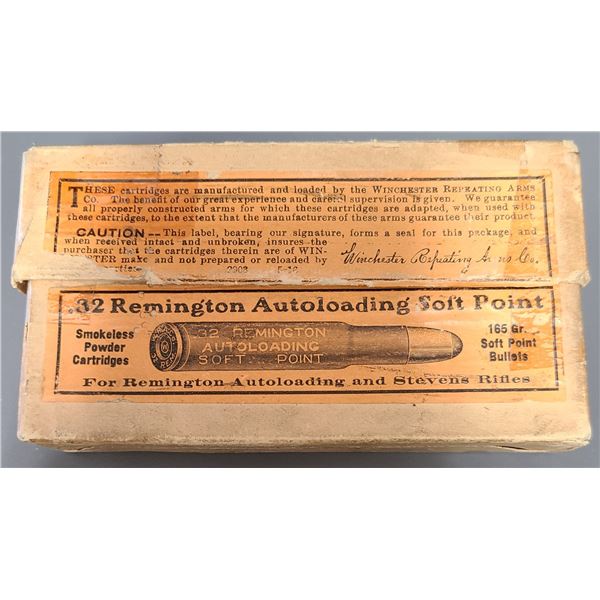 THESE cartridges are manufactured and loaded by the WINCHESTER REPEATING ARMS
Co. The benefit of our great experience and careful supervision is given. We guarantee
all properly constructed arms for which these cartridges are adapted, when used with
these cartridges, to the extent that the manufacturers of these arms guarantee their product.
CAUTION -- This label, bearing our signature, forms a seal for this package, and
when received intact and unbroken, insures the
purchaser that the cartridges therein are of WIN-
STER make and not prepared or reloaded by
5-16
Winchester Repeating Arms Co.
.32 Remington Autoloading Soft Point
Smokeless
Powder
Cartridges
.32 REMINGTON
AUTOLOADING
SOFT POINT
165 Gr.
Soft Point
Bullets
For Remington Autoloading and Stevens Rifles